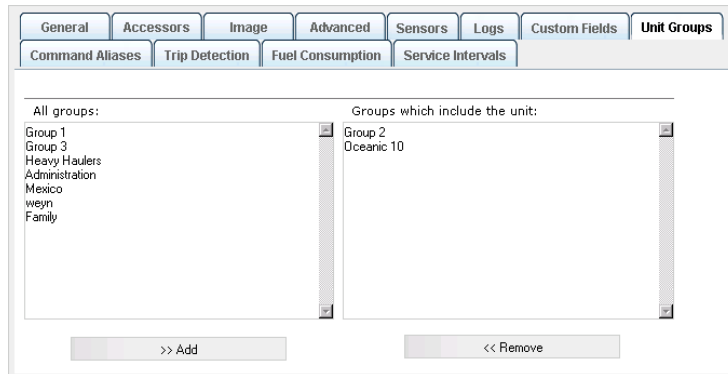 General Accessors Image Advanced Sensors Logs Custom Fields Unit Groups
Command Aliases Trip Detection Fuel Consumption Service Intervals
All groups:
Group 1
Group 3
Heavy Haulers
Administration
Mexico
weyn
Family
>> Add
Groups which include the unit:
Group 2
Oceanic 10
<< Remove